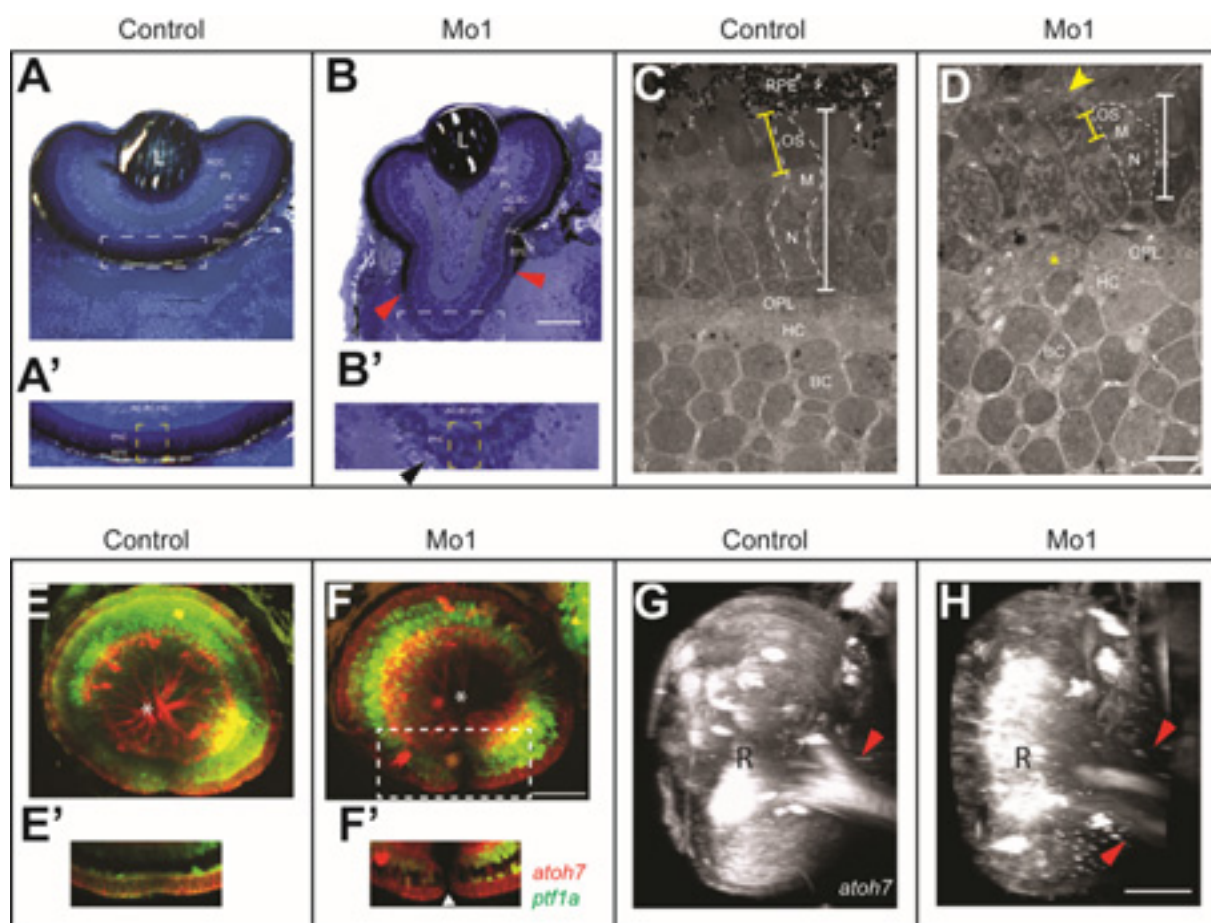 Control
Mo1
Control
Mo1
A
L
B
L
C
RPE
OS
M
N
OPL
HC
BC
D
OS
M
N
OPL
HC
BC
A'
B'
Control
Mo1
Control
Mo1
E
F
G
R
atoh7
H
R
E'
F'
atoh7
ptf1a